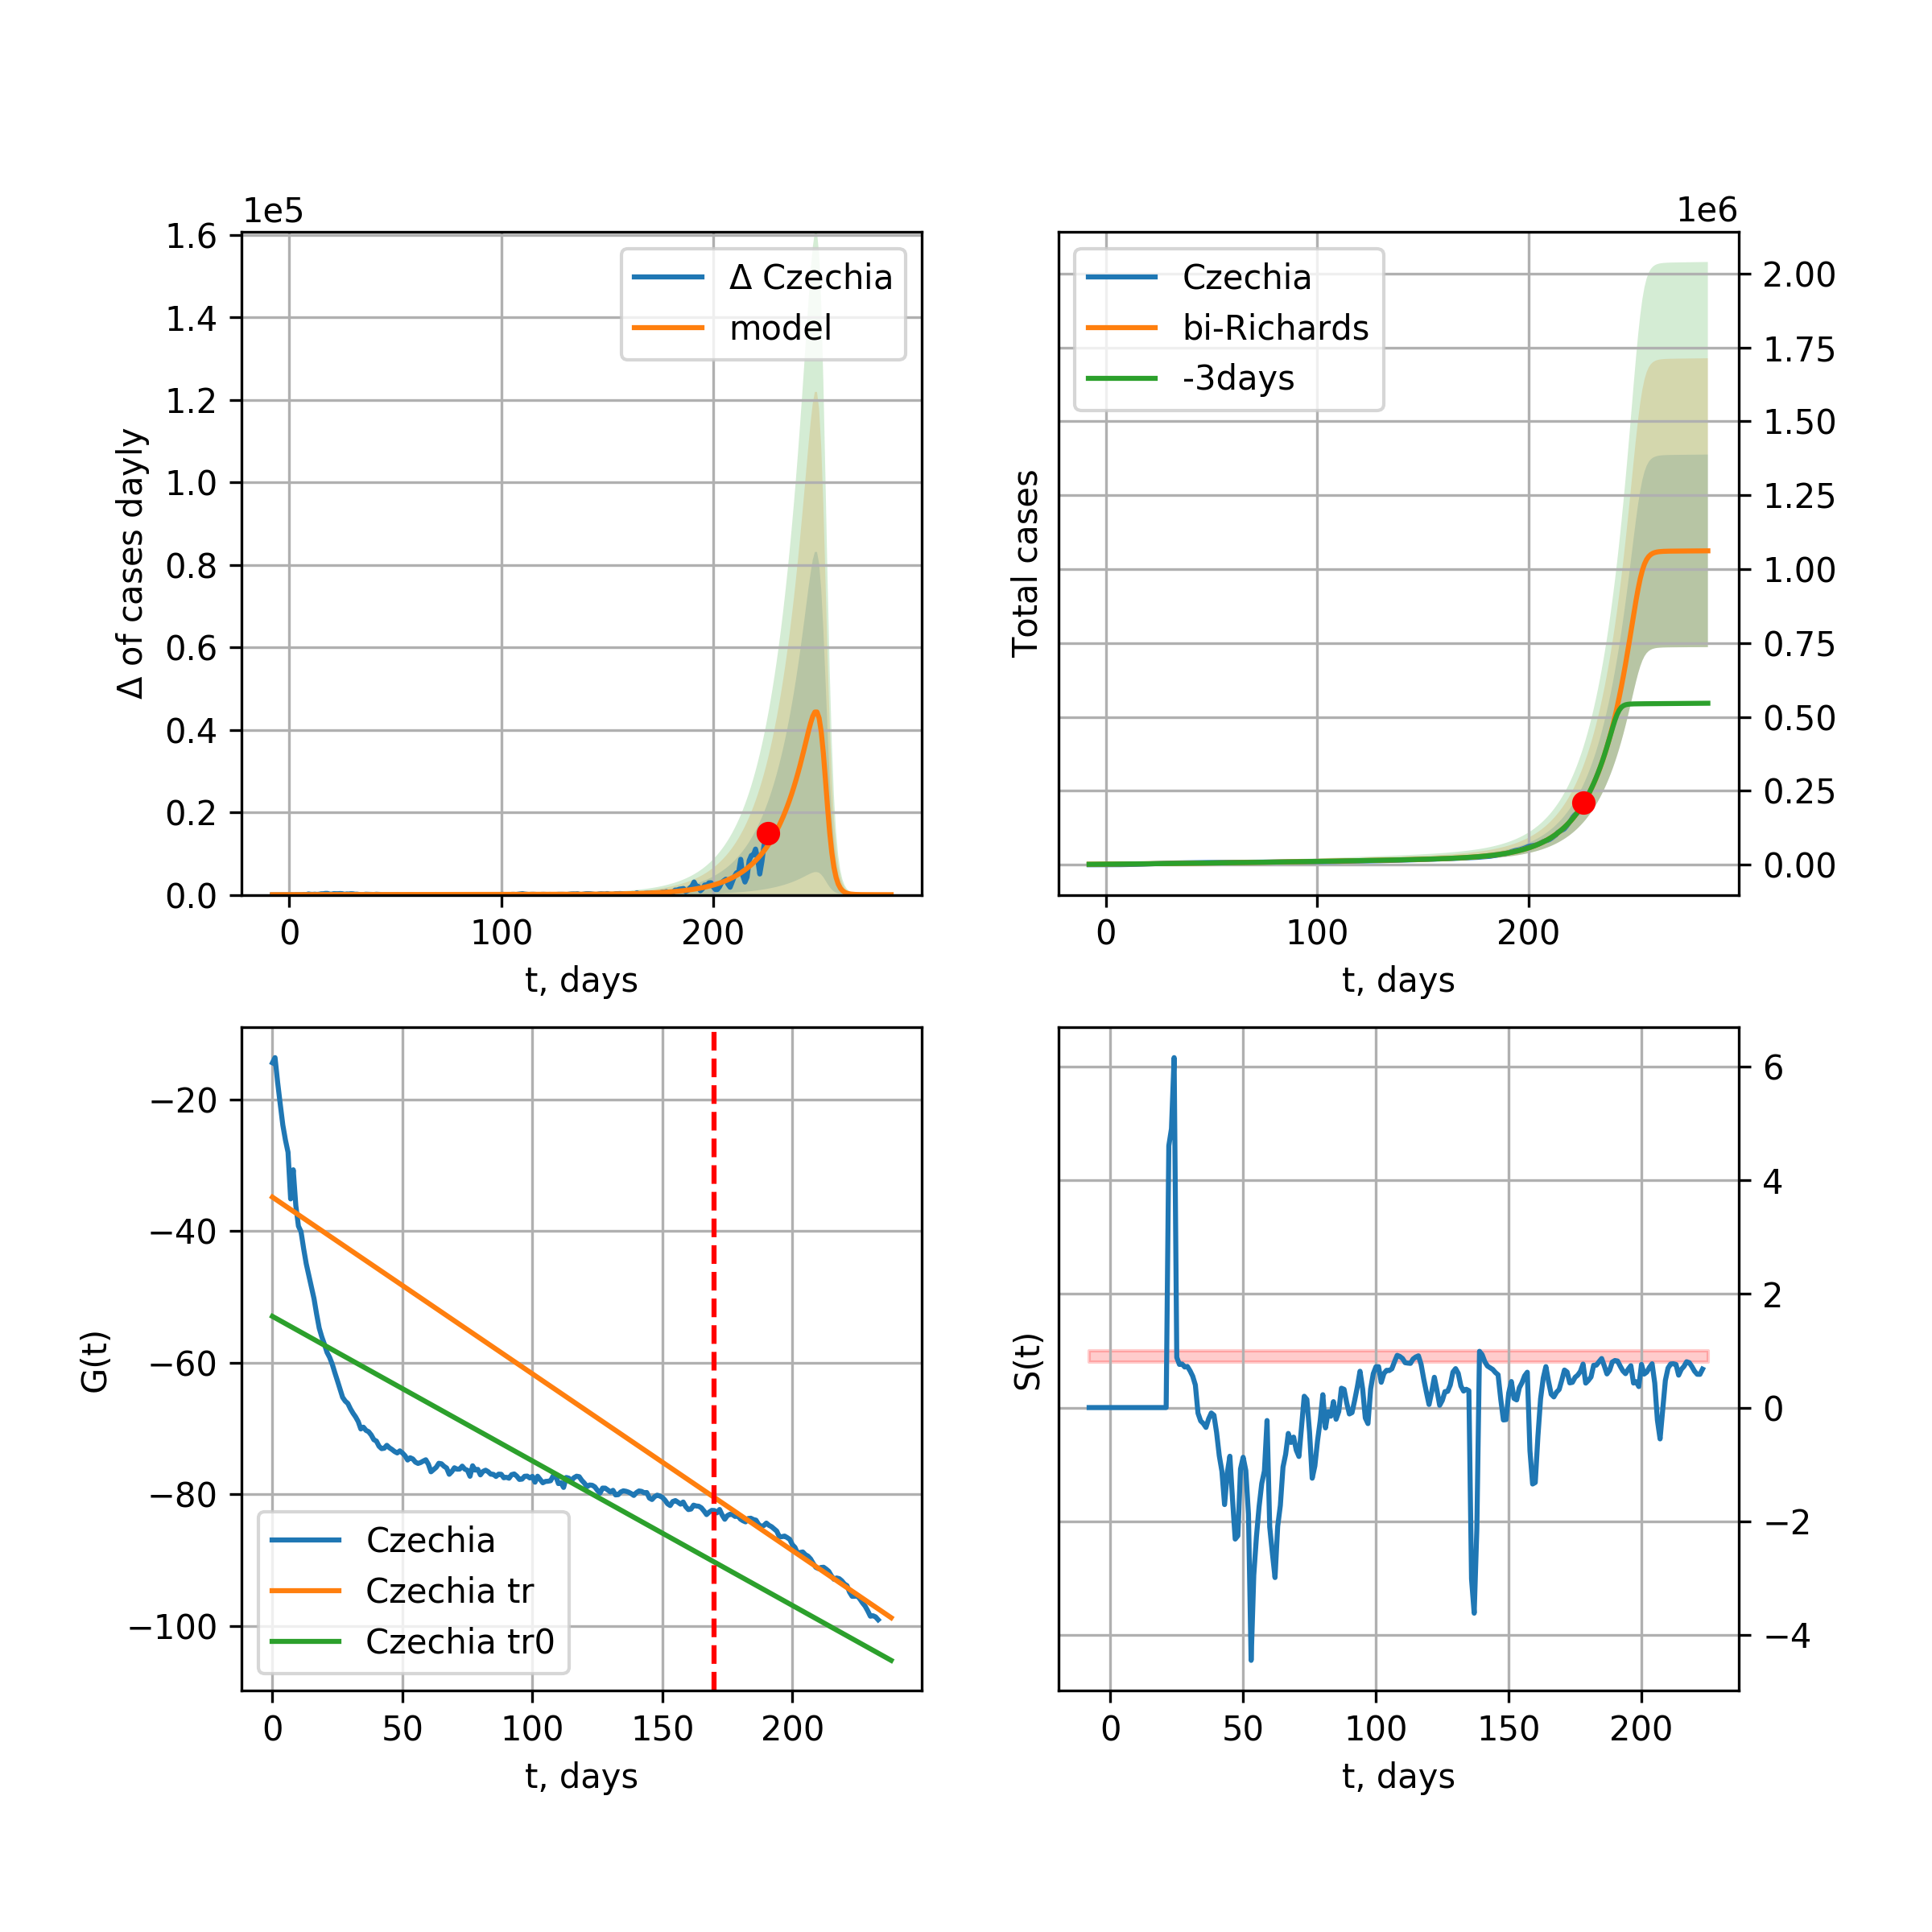 1e5
1.6
1.4
1.2
1.0
0.8
0.6
0.4
0.2
0.0
Δ of cases dayly
Δ Czechia
model
0
100
200
t, days
1e6
Czechia
bi-Richards
-3days
Total cases
2.00
1.75
1.50
1.25
1.00
0.75
0.50
0.25
0.00
0
100
200
t, days
−20
−40
−60
−80
−100
G(t)
Czechia
Czechia tr
Czechia tr0
0
50
100
150
200
t, days
S(t)
6
4
2
0
−2
−4
0
50
100
150
200
t, days